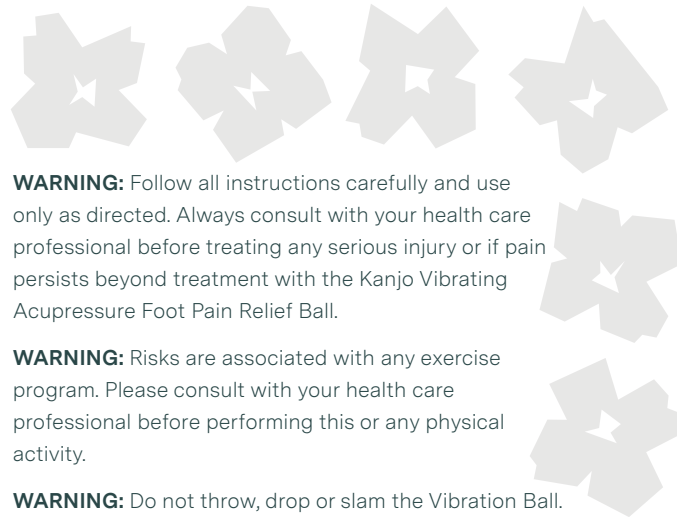 WARNING: Follow all instructions carefully and use
only as directed. Always consult with your health care
professional before treating any serious injury or if pain
persists beyond treatment with the Kanjo Vibrating
Acupressure Foot Pain Relief Ball.
WARNING: Risks are associated with any exercise
program. Please consult with your health care
professional before performing this or any physical
activity.
WARNING: Do not throw, drop or slam the Vibration Ball.